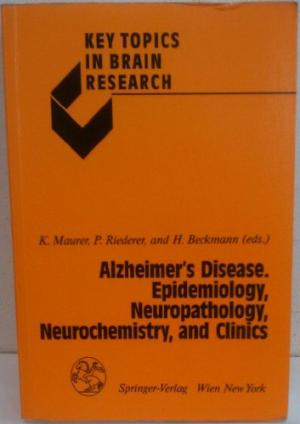 KEY TOPICS
IN BRAIN
RESEARCH
K. Maurer, P. Riederer, and H. Beckmann (eds.)
Alzheimer's Disease.
Epidemiology,
Neuropathology,
Neurochemistry, and Clinics
Springer-Verlag Wien New York